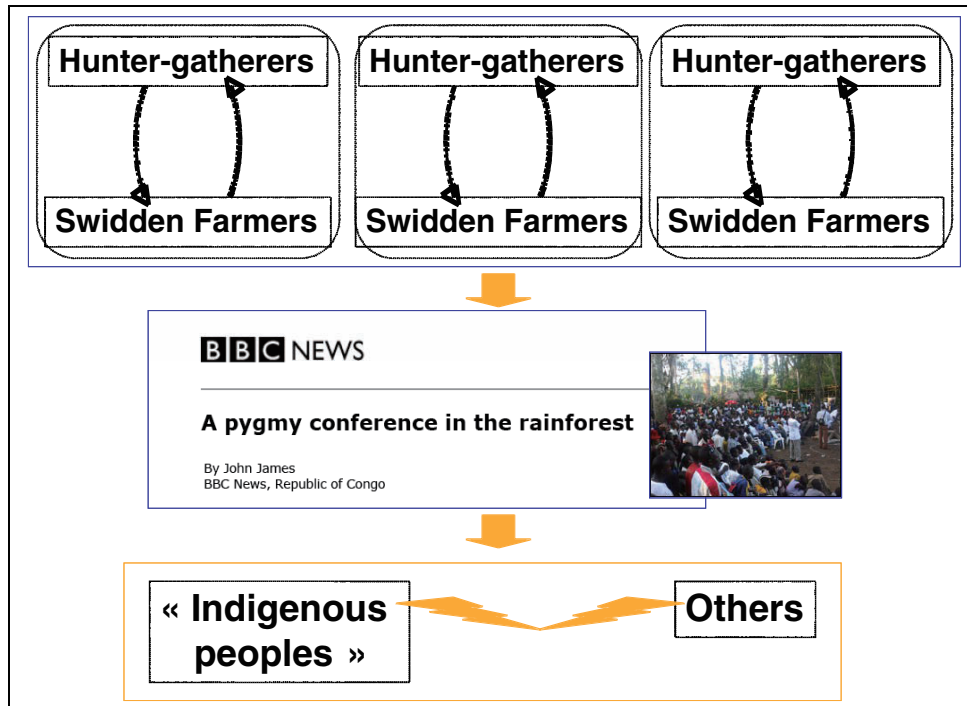 Hunter-gatherers Hunter-gatherers Hunter-gatherers
Swidden Farmers Swidden Farmers Swidden Farmers
BBC NEWS
A pygmy conference in the rainforest
By John James
BBC News, Republic of Congo
« Indigenous
peoples »
Others